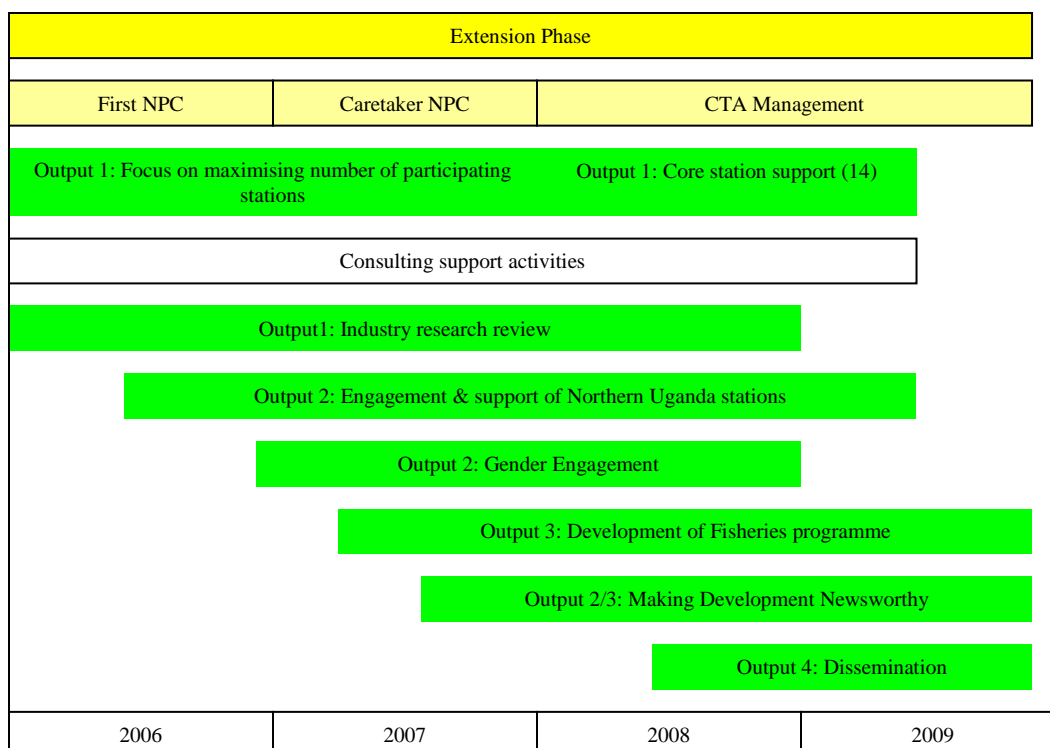 Extension Phase
First NPC
Caretaker NPC
CTA Management
Output 1: Focus on maximising number of participating
stations
Output 1: Core station support (14)
Consulting support activities
Output1: Industry research review
Output 2: Engagement & support of Northern Uganda stations
Output 2: Gender Engagement
Output 3: Development of Fisheries programme
Output 2/3: Making Development Newsworthy
Output 4: Dissemination
2006
2007
2008
2009